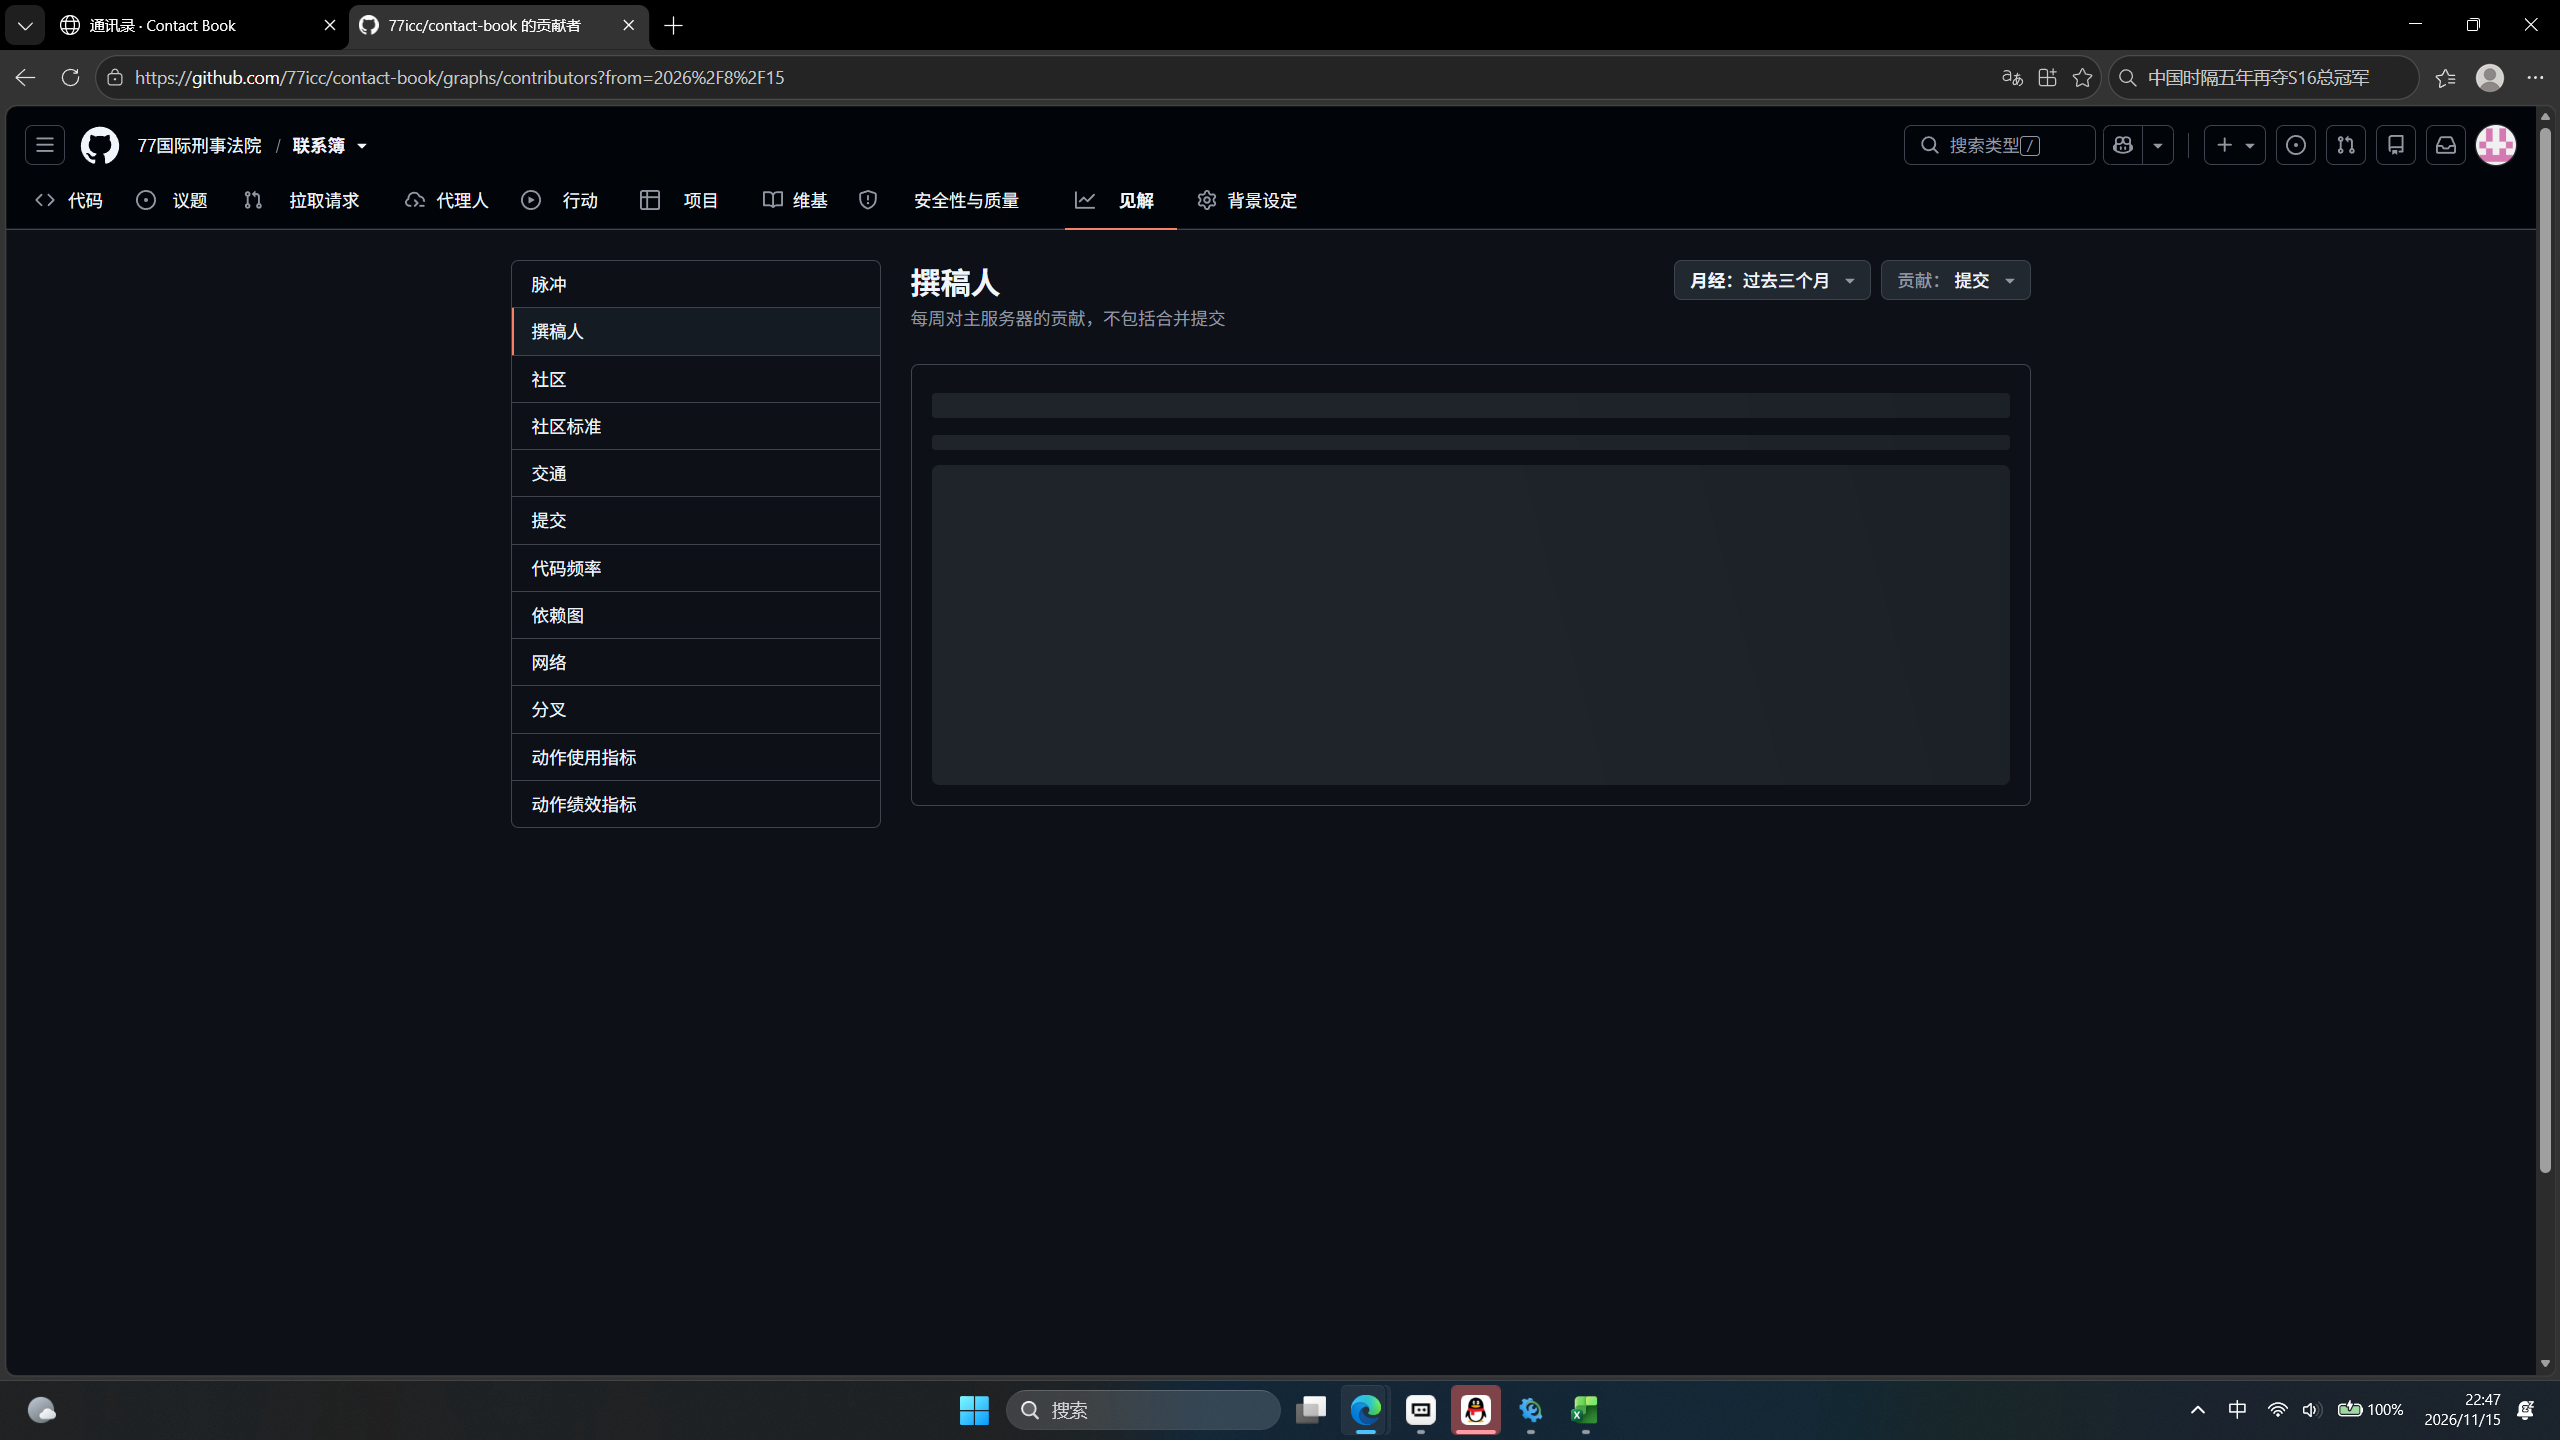 通讯录 · Contact Book
77icc/contact-book 的贡献者
https://github.com/77icc/contact-book/graphs/contributors?from=2026%2F8%2F15
中国时隔五年再夺S16总冠军
77国际刑事法院 / 联系簿
搜索类型 /
代码
议题
拉取请求
代理人
行动
项目
维基
安全性与质量
见解
背景设定
脉冲
撰稿人
社区
社区标准
交通
提交
代码频率
依赖图
网络
分叉
动作使用指标
动作绩效指标
撰稿人
每周对主服务器的贡献，不包括合并提交
月经：过去三个月
贡献： 提交
搜索
中
100%
22:47
2026/11/15